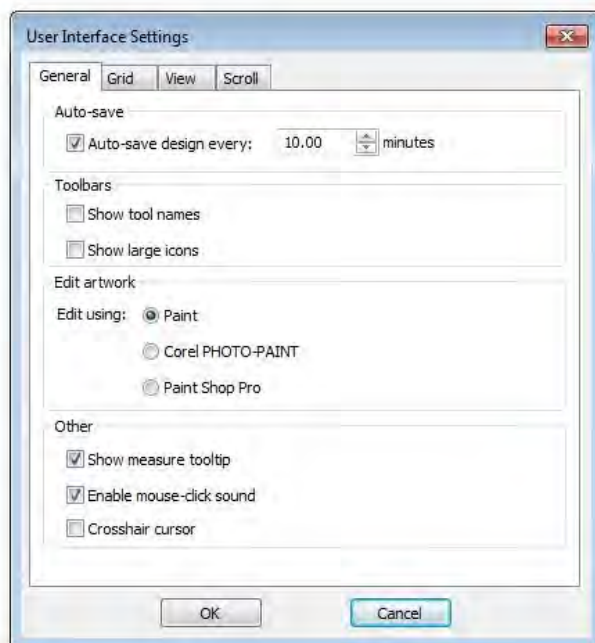 User Interface Settings
General Grid View Scroll
Auto-save
Auto-save design every: 10.00 minutes
Toolbars
Show tool names
Show large icons
Edit artwork
Edit using: Paint
Corel PHOTO-PAINT
Paint Shop Pro
Other
Show measure tooltip
Enable mouse-click sound
Crosshair cursor
OK Cancel